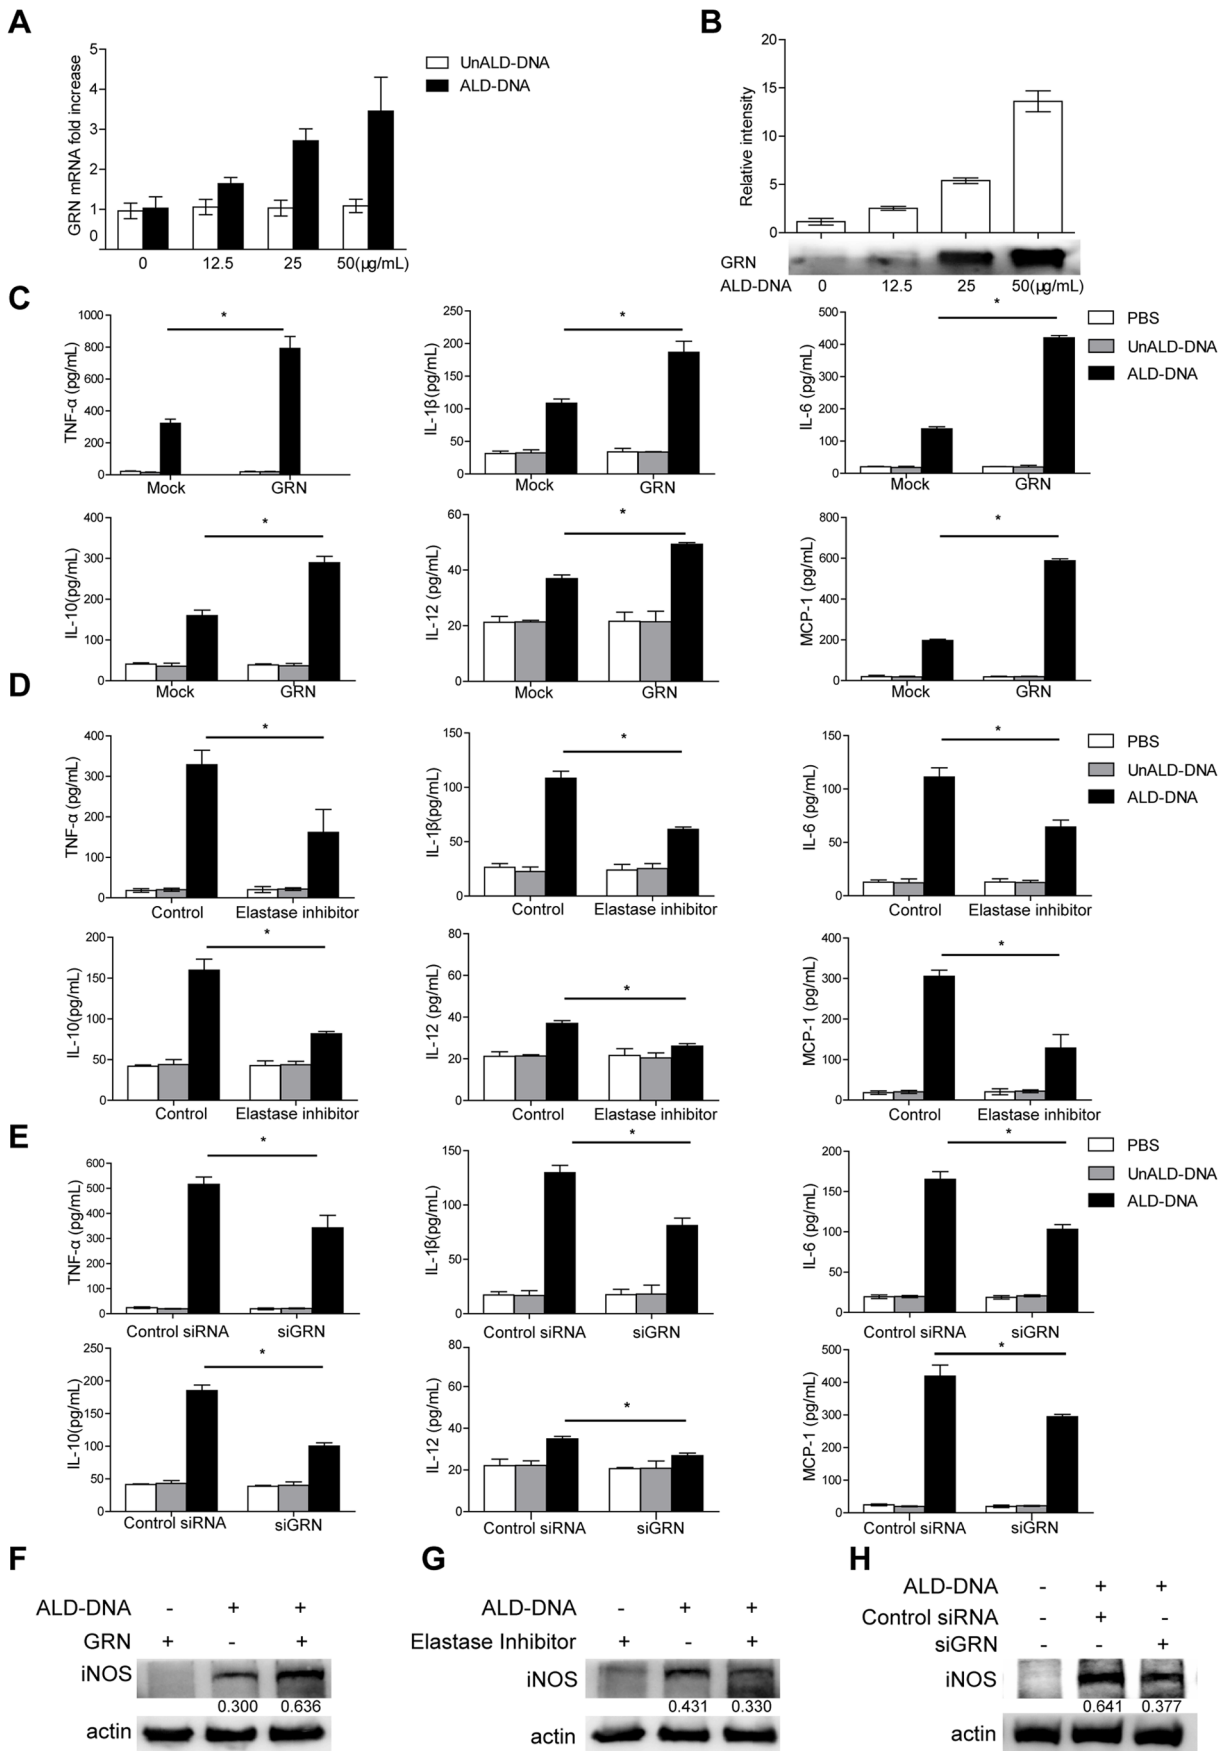 A
B
5
4
3
2
1
0
GRN mRNA fold increase
UnALD-DNA
ALD-DNA
0 12.5 25 50(μg/mL)
20
15
10
5
0
Relative intensity
GRN
ALD-DNA 0 12.5 25 50(μg/mL)
C
1000
800
600
400
200
0
TNF-α (pg/mL)
*
Mock GRN
250
200
150
100
50
0
IL-1β(pg/mL)
*
Mock GRN
500
400
300
200
100
0
IL-6 (pg/mL)
*
Mock GRN
PBS
UnALD-DNA
ALD-DNA
400
300
200
100
0
IL-10(pg/mL)
*
Mock GRN
60
40
20
0
IL-12 (pg/mL)
*
Mock GRN
800
600
400
200
0
MCP-1 (pg/mL)
*
Mock GRN
D
400
300
200
100
0
TNF-α (pg/mL)
*
Control Elastase inhibitor
150
100
50
0
IL-1β(pg/mL)
*
Control Elastase inhibitor
150
100
50
0
IL-6 (pg/mL)
*
Control Elastase inhibitor
PBS
UnALD-DNA
ALD-DNA
200
150
100
50
0
IL-10(pg/mL)
*
Control Elastase inhibitor
80
60
40
20
0
IL-12 (pg/mL)
*
Control Elastase inhibitor
400
300
200
100
0
MCP-1 (pg/mL)
*
Control Elastase inhibitor
E
600
500
400
300
200
100
0
TNF-α (pg/mL)
*
Control siRNA siGRN
150
100
50
0
IL-1β(pg/mL)
*
Control siRNA siGRN
200
150
100
50
0
IL-6 (pg/mL)
*
Control siRNA siGRN
PBS
UnALD-DNA
ALD-DNA
250
200
150
100
50
0
IL-10(pg/mL)
*
Control siRNA siGRN
80
60
40
20
0
IL-12 (pg/mL)
*
Control siRNA siGRN
500
400
300
200
100
0
MCP-1 (pg/mL)
*
Control siRNA siGRN
F
ALD-DNA - + +
GRN + - +
iNOS
0.300 0.636
actin
G
ALD-DNA - + +
Elastase Inhibitor + - +
iNOS
0.431 0.330
actin
H
ALD-DNA - + +
Control siRNA - + -
siGRN - - +
iNOS
0.641 0.377
actin